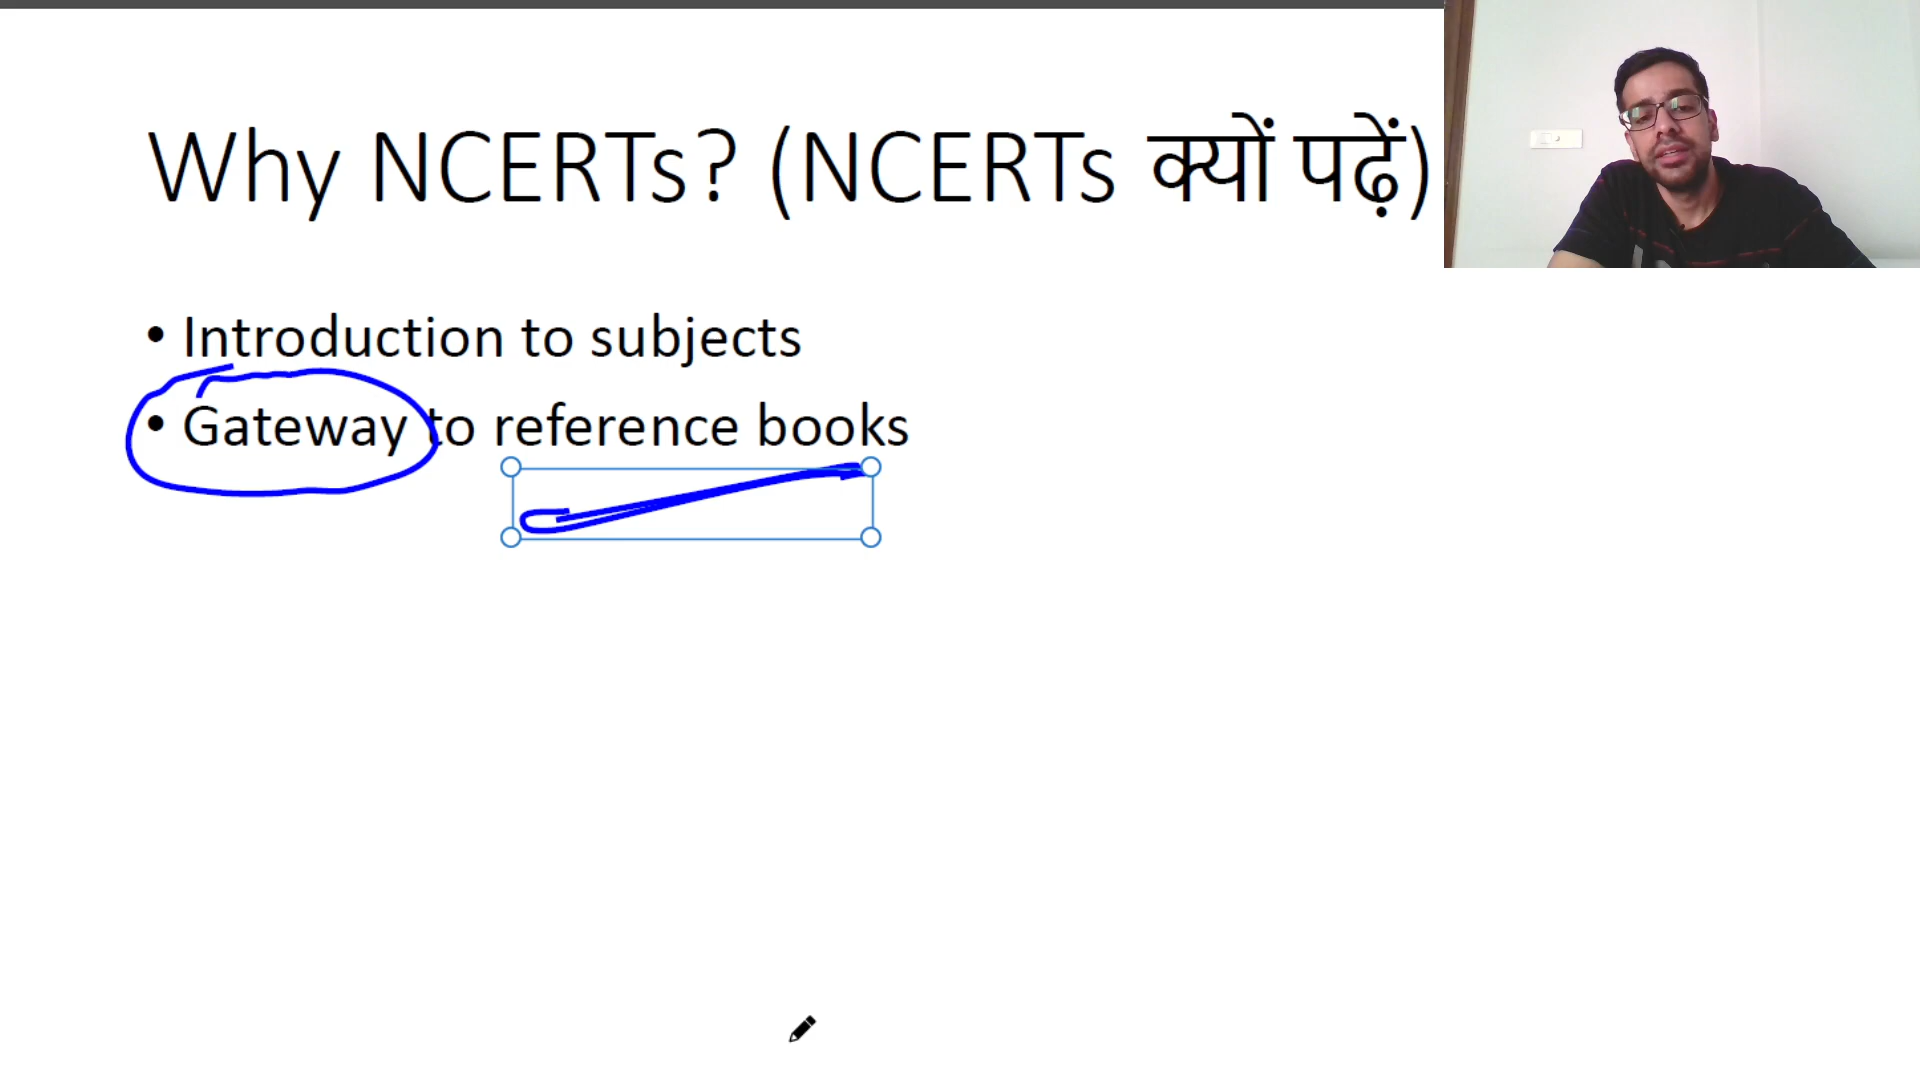 Why NCERTs? (NCERTs क्यों पढ़ें)
• Introduction to subjects
• Gateway to reference books